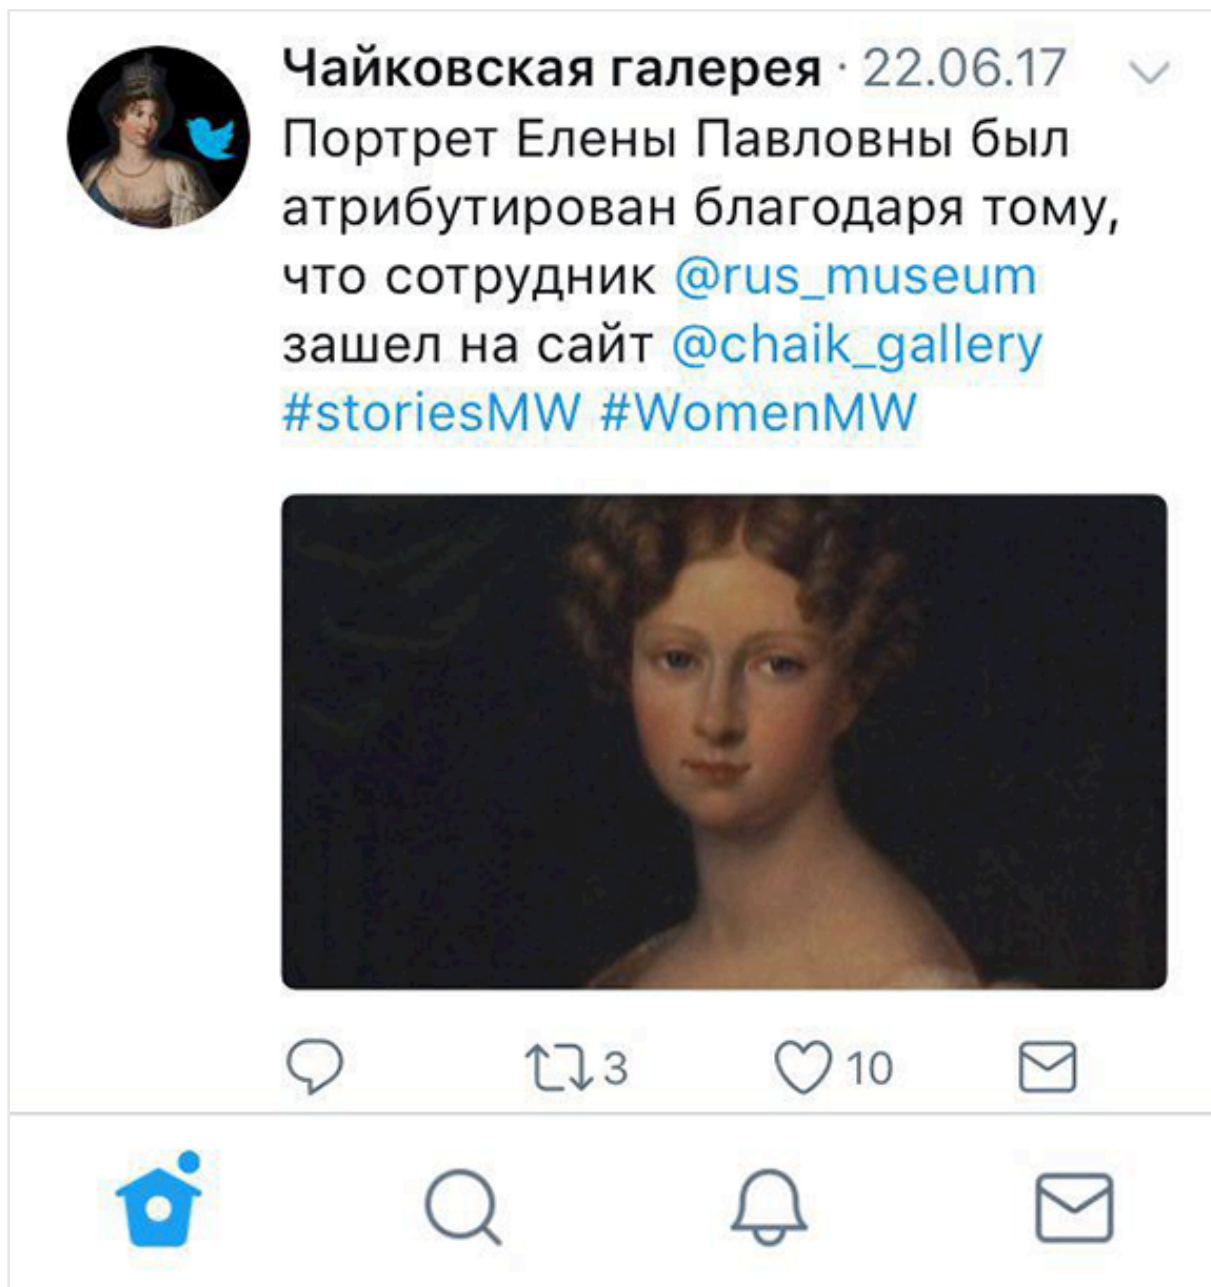 Чайковская галерея · 22.06.17
Портрет Елены Павловны был
атрибутирован благодаря тому,
что сотрудник @rus_museum
зашел на сайт @chaik_gallery
#storiesMW #WomenMW
3 10